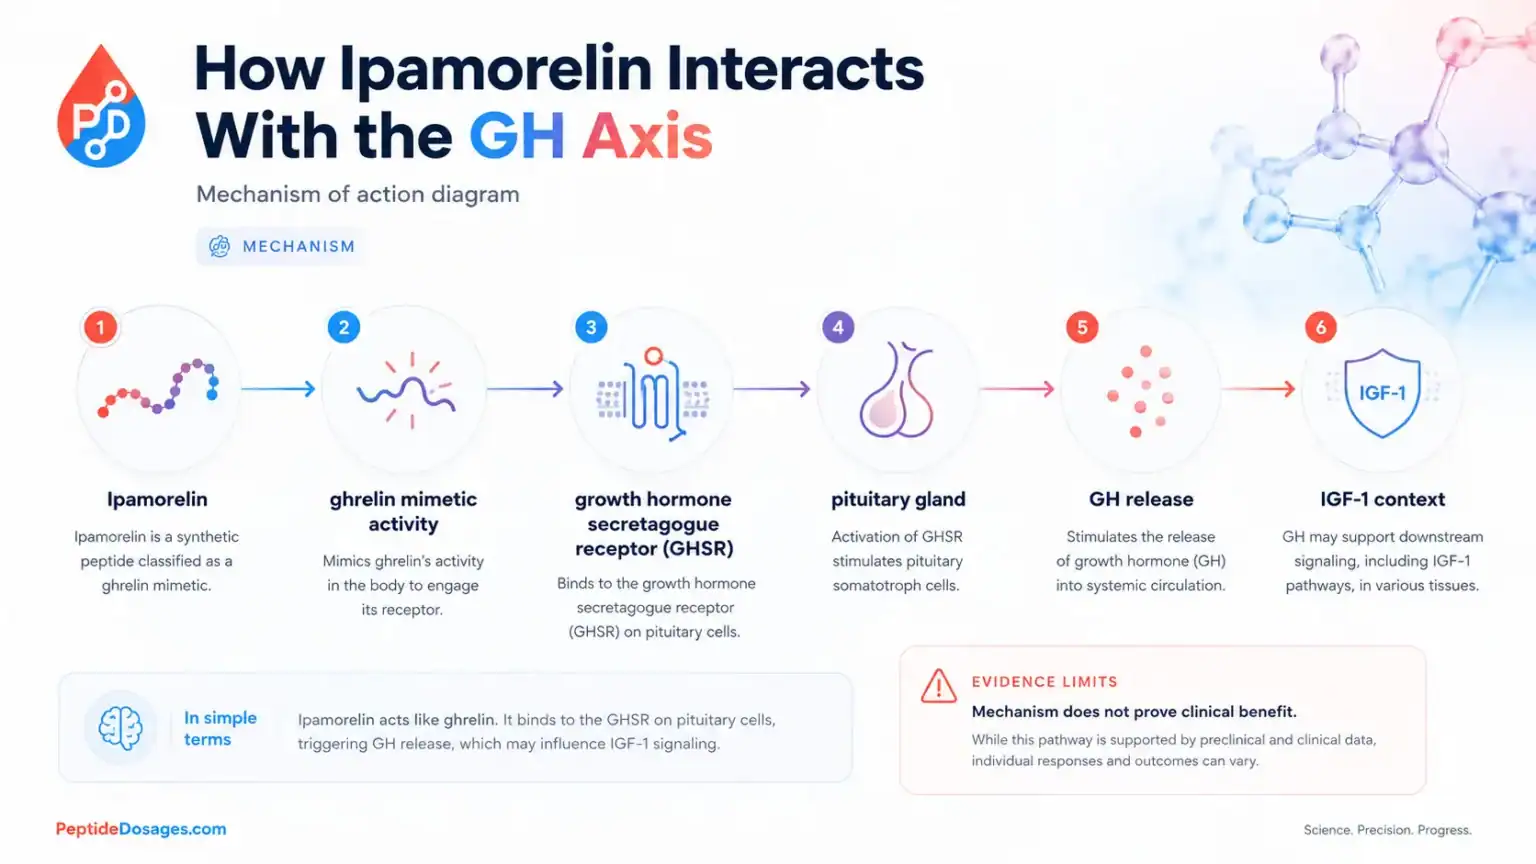 PD
How Ipamorelin Interacts
With the GH Axis
Mechanism of action diagram
MECHANISM
1
Ipamorelin
Ipamorelin is a synthetic
peptide classified as a
ghrelin mimetic.
2
ghrelin mimetic
activity
Mimics ghrelin's activity
in the body to engage
its receptor.
3
growth hormone
secretagogue
receptor (GHSR)
Binds to the growth hormone
secretagogue receptor
(GHSR) on pituitary cells.
4
pituitary gland
Activation of GHSR
stimulates pituitary
somatotroph cells.
5
GH release
Stimulates the release
of growth hormone (GH)
into systemic circulation.
6
IGF-1
IGF-1 context
GH may support downstream
signaling, including IGF-1
pathways, in various tissues.
In simple
terms
Ipamorelin acts like ghrelin. It binds to the GHSR on pituitary cells,
triggering GH release, which may influence IGF-1 signaling.
EVIDENCE LIMITS
Mechanism does not prove clinical benefit.
While this pathway is supported by preclinical and clinical data,
individual responses and outcomes can vary.
PeptideDosages.com
Science. Precision. Progress.